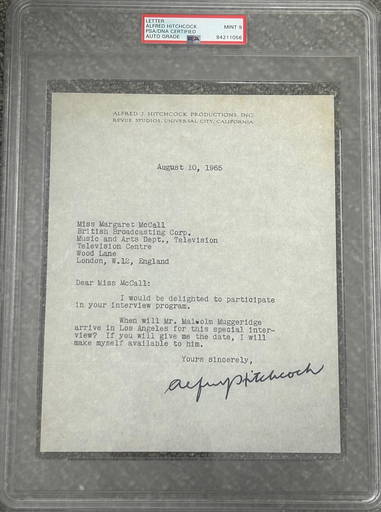 LETTER
ALFRED HITCHCOCK
PSA/DNA CERTIFIED
AUTO GRADE
MINT 9
84211056
ALFRED J. HITCHCOCK PRODUCTIONS, INC.
REVUE STUDIOS, UNIVERSAL CITY, CALIFORNIA
August 10, 1965
Miss Margaret McCall
British Broadcasting Corp.
Music and Arts Dept., Television
Television Centre
Wood Lane
London, W.12, England
Dear Miss McCall:
I would be delighted to participate
in your interview program.
When will Mr. Malcolm Muggeridge
arrive in Los Angeles for this special inter-
view? If you will give me the date, I will
make myself available to him.
Yours sincerely,
Alfred Hitchcock